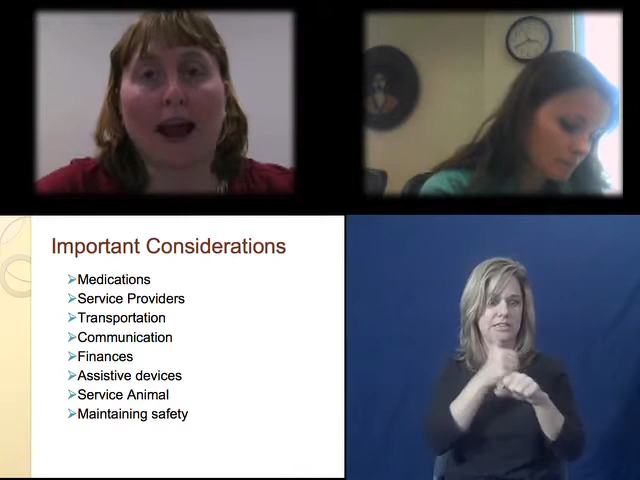 Important Considerations
➢Medications
➢Service Providers
➢Transportation
➢Communication
➢Finances
➢Assistive devices
➢Service Animal
➢Maintaining safety